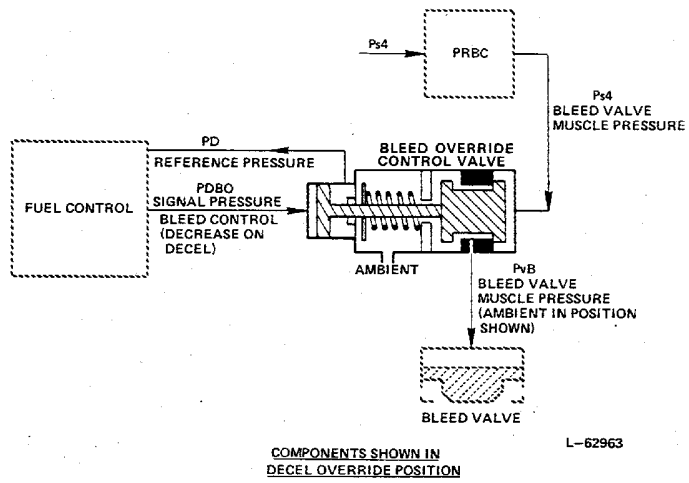 Ps4
PRBC
Ps4
BLEED VALVE
MUSCLE PRESSURE
PD
REFERENCE PRESSURE
BLEED OVERRIDE
CONTROL VALVE
FUEL CONTROL
PDBO
SIGNAL PRESSURE
BLEED CONTROL
(DECREASE ON
DECEL)
AMBIENT
PvB
BLEED VALVE
MUSCLE PRESSURE
(AMBIENT IN POSITION
SHOWN)
BLEED VALVE
L-62963
COMPONENTS SHOWN IN
DECEL OVERRIDE POSITION